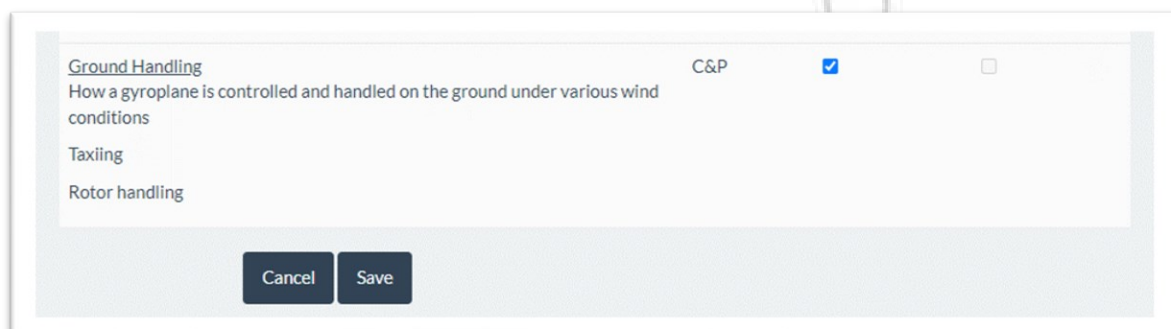 Ground Handling C&P
How a gyroplane is controlled and handled on the ground under various wind
conditions
Taxiing
Rotor handling
Cancel Save